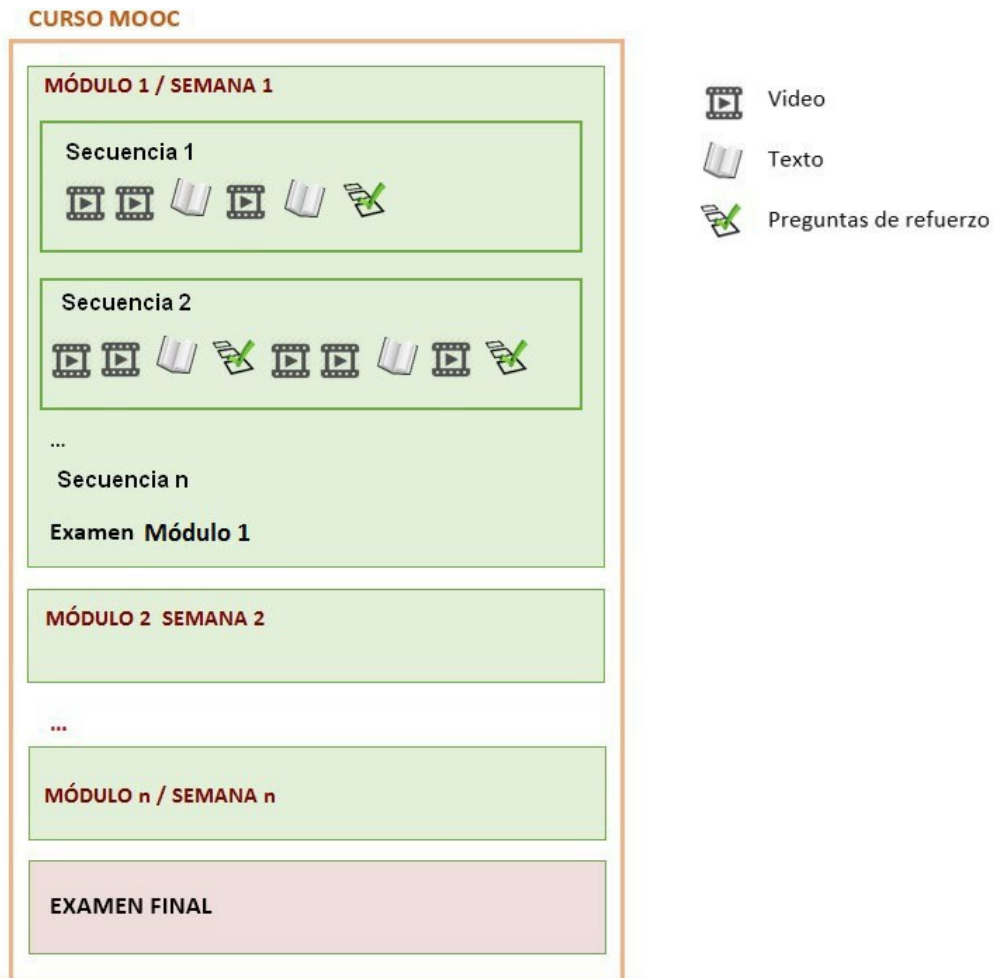 CURSO MOOC
MÓDULO 1 / SEMANA 1
Secuencia 1
Secuencia 2
...
Secuencia n
Examen Módulo 1
MÓDULO 2 SEMANA 2
...
MÓDULO n / SEMANA n
EXAMEN FINAL
Video
Texto
Preguntas de refuerzo